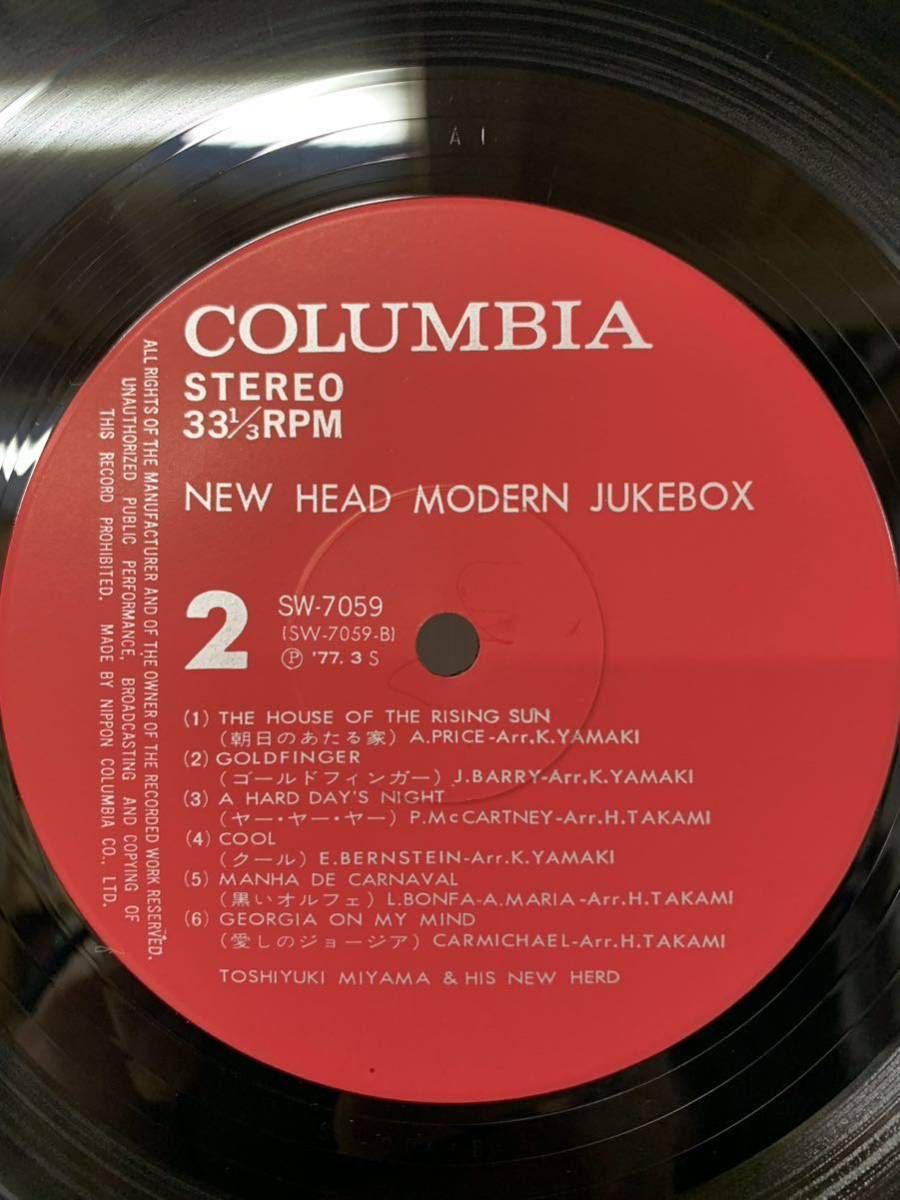 A 1
COLUMBIA
STEREO
33 1/3 RPM
NEW HEAD MODERN JUKEBOX
2
SW-7059
(SW-7059-B)
Ⓟ '77. 3 S
(1) THE HOUSE OF THE RISING SUN
(朝日のあたる家) A.PRICE-Arr.K.YAMAKI
(2) GOLDFINGER
(ゴールドフィンガー) J.BARRY-Arr.K.YAMAKI
(3) A HARD DAY'S NIGHT
(ヤー・ヤー・ヤー) P.McCARTNEY-Arr.H.TAKAMI
(4) COOL
(クール) E.BERNSTEIN-Arr.K.YAMAKI
(5) MANHA DE CARNAVAL
(黒いオルフェ) L.BONFA-A.MARIA-Arr.H.TAKAMI
(6) GEORGIA ON MY MIND
(愛しのジョージア) CARMICHAEL-Arr.H.TAKAMI
TOSHIYUKI MIYAMA & HIS NEW HERD
ALL RIGHTS OF THE MANUFACTURER AND OF THE OWNER OF THE RECORDED WORK RESERVED.
UNAUTHORIZED PUBLIC PERFORMANCE, BROADCASTING AND COPYING OF
THIS RECORD PROHIBITED. MADE BY NIPPON COLUMBIA CO., LTD.